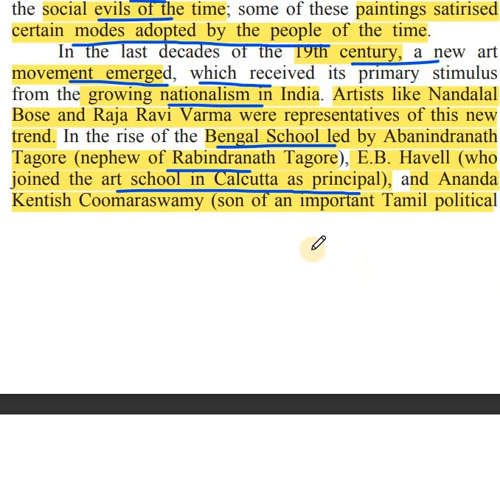 the social evils of the time; some of these paintings satirised
certain modes adopted by the people of the time.
In the last decades of the 19th century, a new art
movement emerged, which received its primary stimulus
from the growing nationalism in India. Artists like Nandalal
Bose and Raja Ravi Varma were representatives of this new
trend. In the rise of the Bengal School led by Abanindranath
Tagore (nephew of Rabindranath Tagore), E.B. Havell (who
joined the art school in Calcutta as principal), and Ananda
Kentish Coomaraswamy (son of an important Tamil political